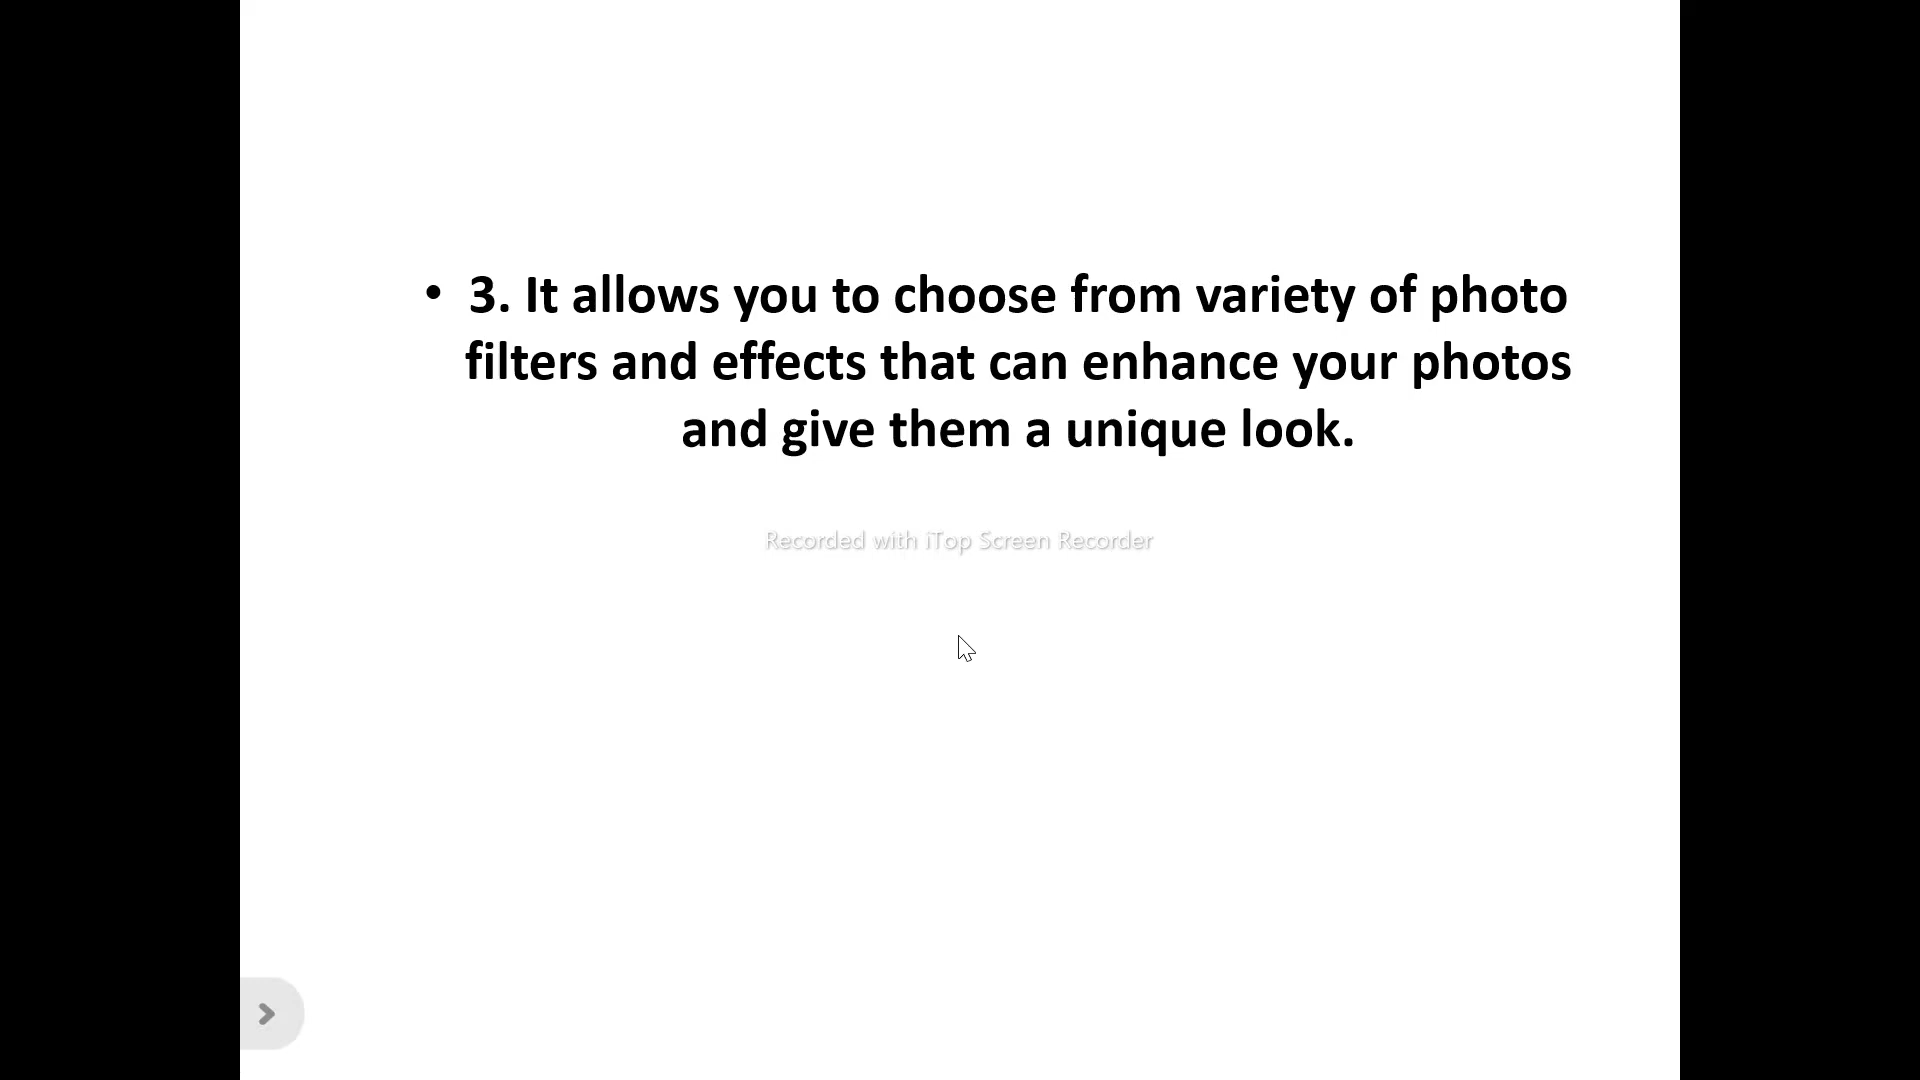 • 3. It allows you to choose from variety of photo
filters and effects that can enhance your photos
and give them a unique look.
Recorded with iTop Screen Recorder